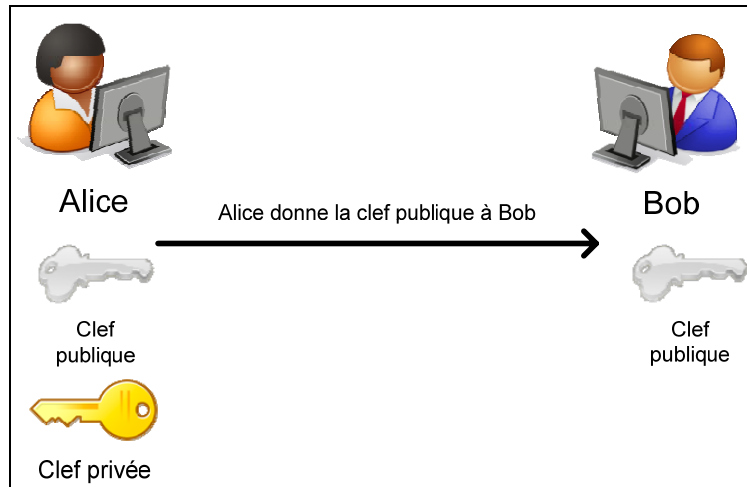 Alice
Alice donne la clef publique à Bob
Bob
Clef
publique
Clef
publique
Clef privée